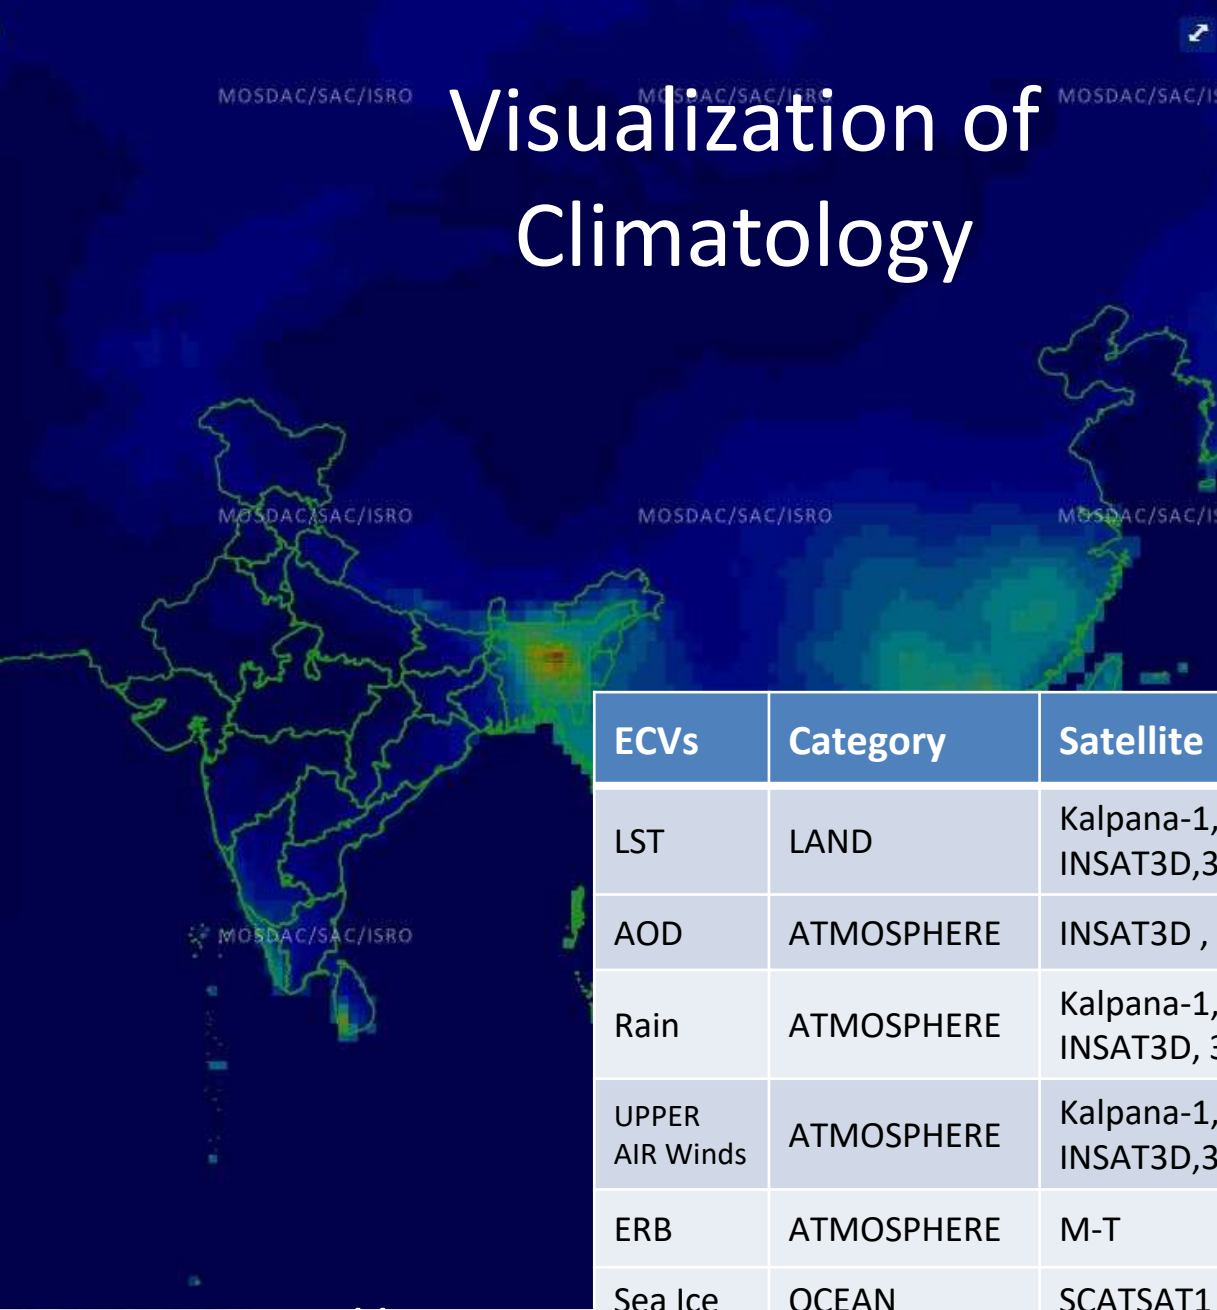 MOSDAC/SAC/ISRO MOSDAC/SAC/ISRO
Visualization of
Climatology
MOSDAC/SAC/ISRO MOSDAC/SAC/ISRO
MOSDAC/SAC/ISRO
ECVs Category Satellite
LST LAND Kalpana-1,
INSAT3D,3
AOD ATMOSPHERE INSAT3D ,
Rain ATMOSPHERE Kalpana-1,
INSAT3D, 3
UPPER
AIR Winds ATMOSPHERE Kalpana-1,
INSAT3D,3
ERB ATMOSPHERE M-T
Sea Ice OCEAN SCATSAT1